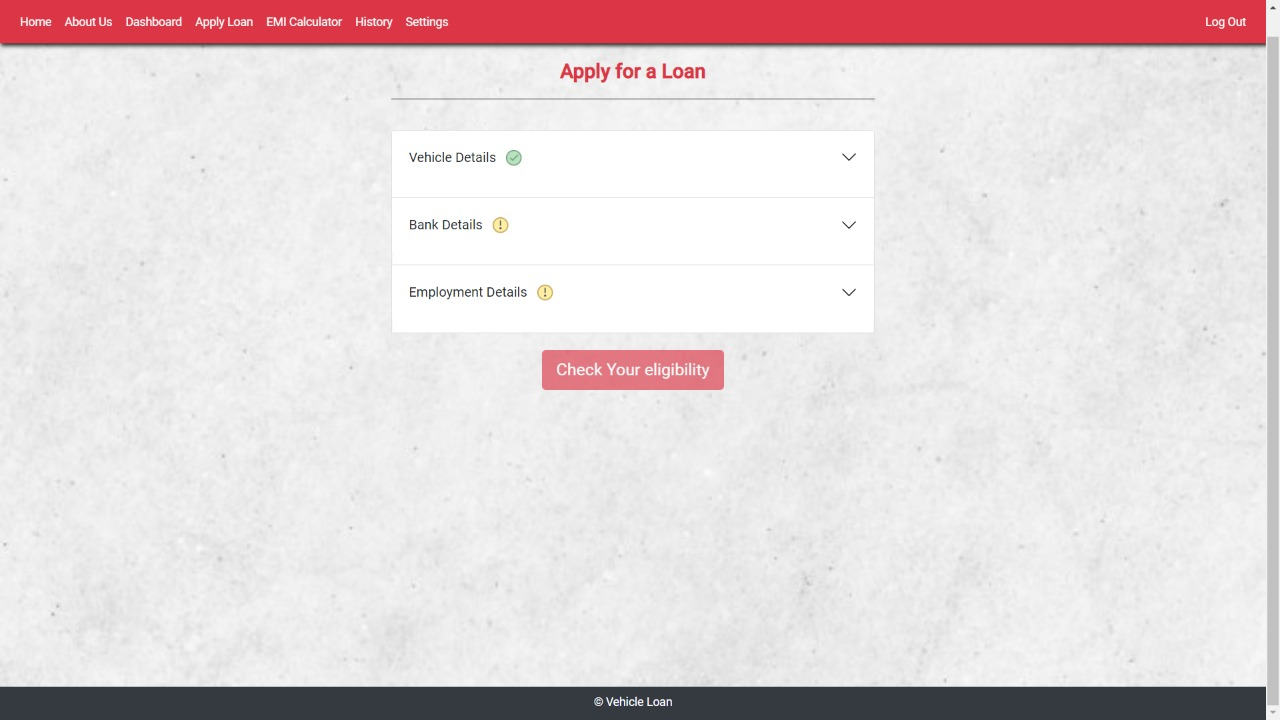 Home About Us Dashboard Apply Loan EMI Calculator History Settings Log Out
Apply for a Loan
Vehicle Details
Bank Details
Employment Details
Check Your eligibility
© Vehicle Loan